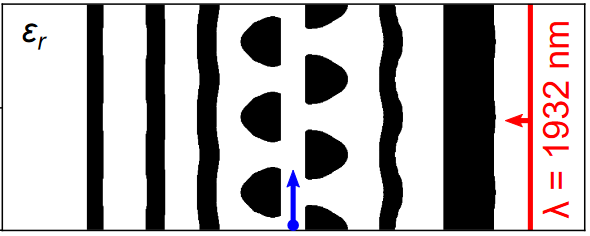 εr
λ = 1932 nm